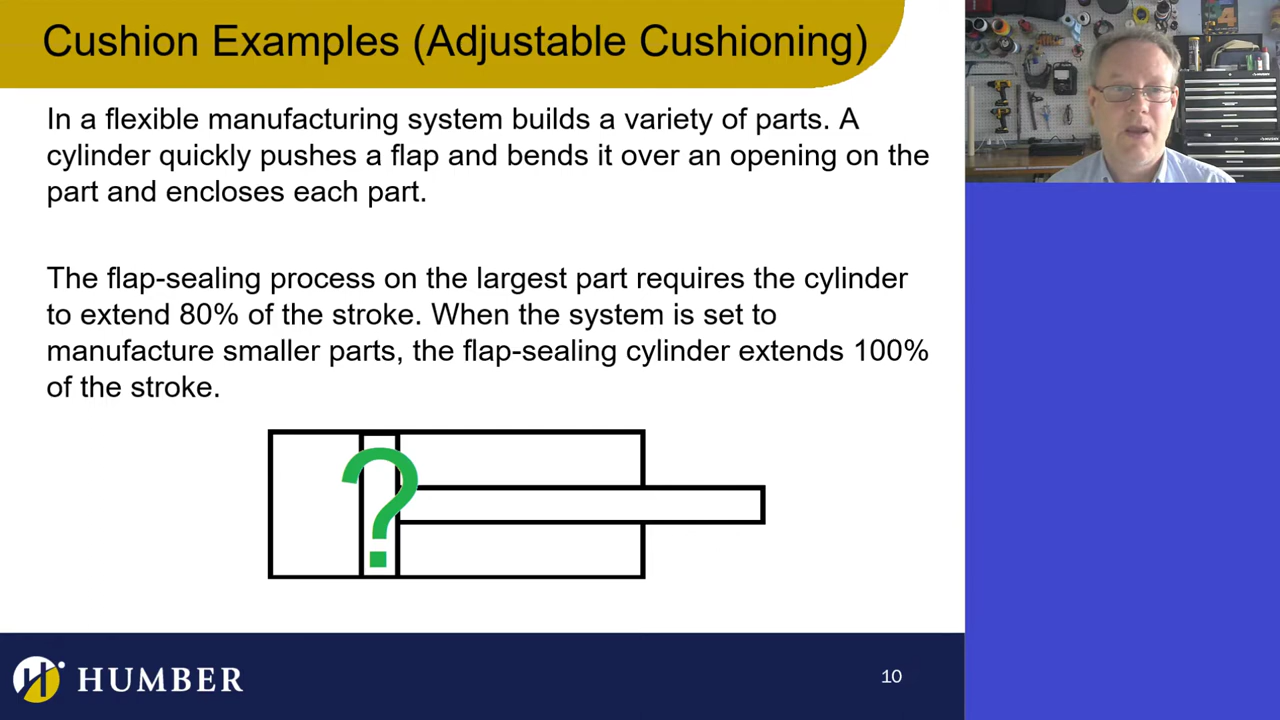 Cushion Examples (Adjustable Cushioning)
In a flexible manufacturing system builds a variety of parts. A
cylinder quickly pushes a flap and bends it over an opening on the
part and encloses each part.
The flap-sealing process on the largest part requires the cylinder
to extend 80% of the stroke. When the system is set to
manufacture smaller parts, the flap-sealing cylinder extends 100%
of the stroke.
?
HUMBER
10